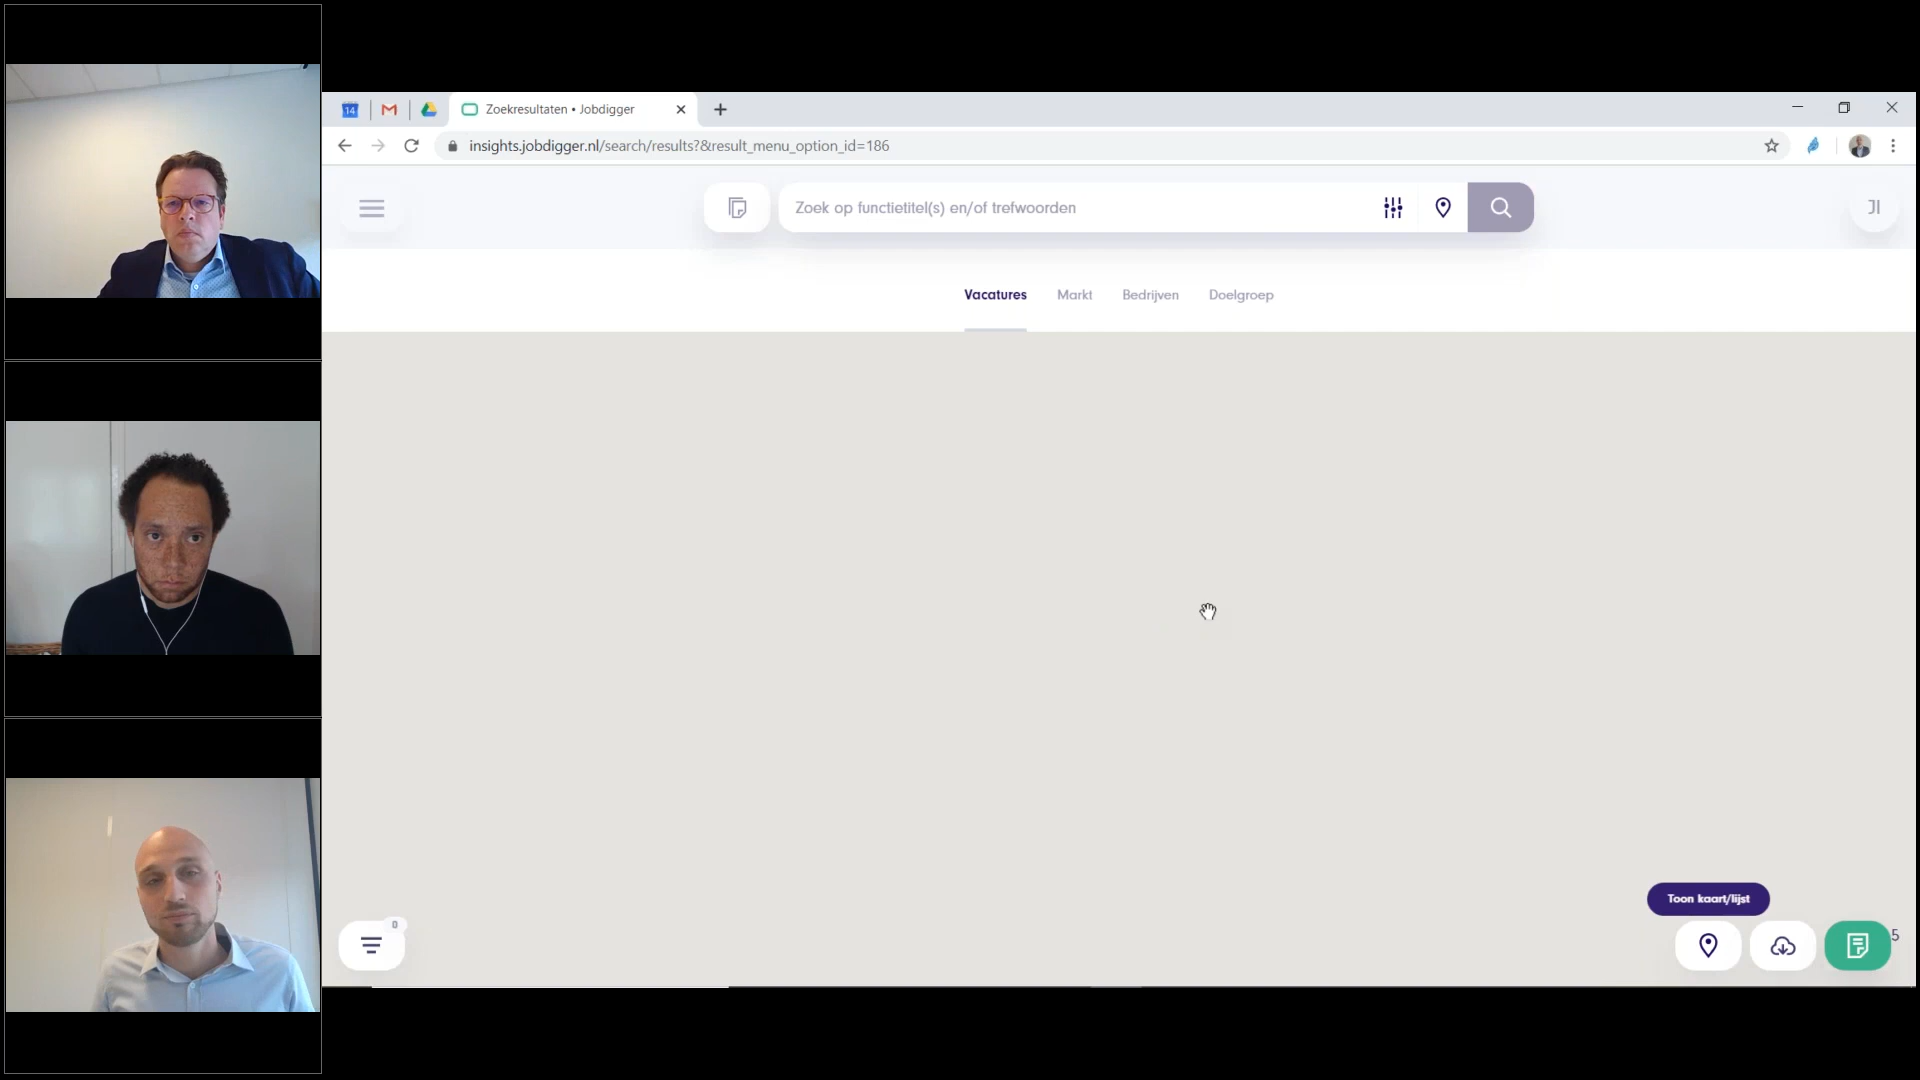 14
Zoekresultaten • Jobdigger
insights.jobdigger.nl/search/results?&result_menu_option_id=186
Zoek op functietitel(s) en/of trefwoorden
JI
Vacatures
Markt
Bedrijven
Doelgroep
Toon kaart/lijst
0
5